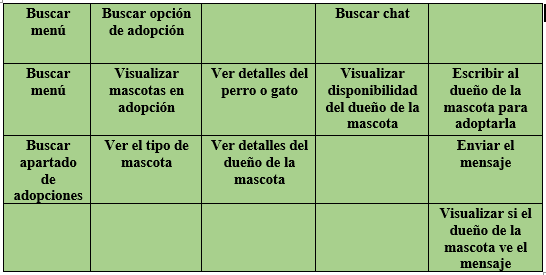 Buscar
menú
Buscar opción
de adopción
Buscar chat
Buscar
menú
Visualizar
mascotas en
adopción
Ver detalles del
perro o gato
Visualizar
disponibilidad
del dueño de la
mascota
Escribir al
dueño de la
mascota para
adoptarla
Buscar
apartado
de
adopciones
Ver el tipo de
mascota
Ver detalles del
dueño de la
mascota
Enviar el
mensaje
Visualizar si el
dueño de la
mascota ve el
mensaje